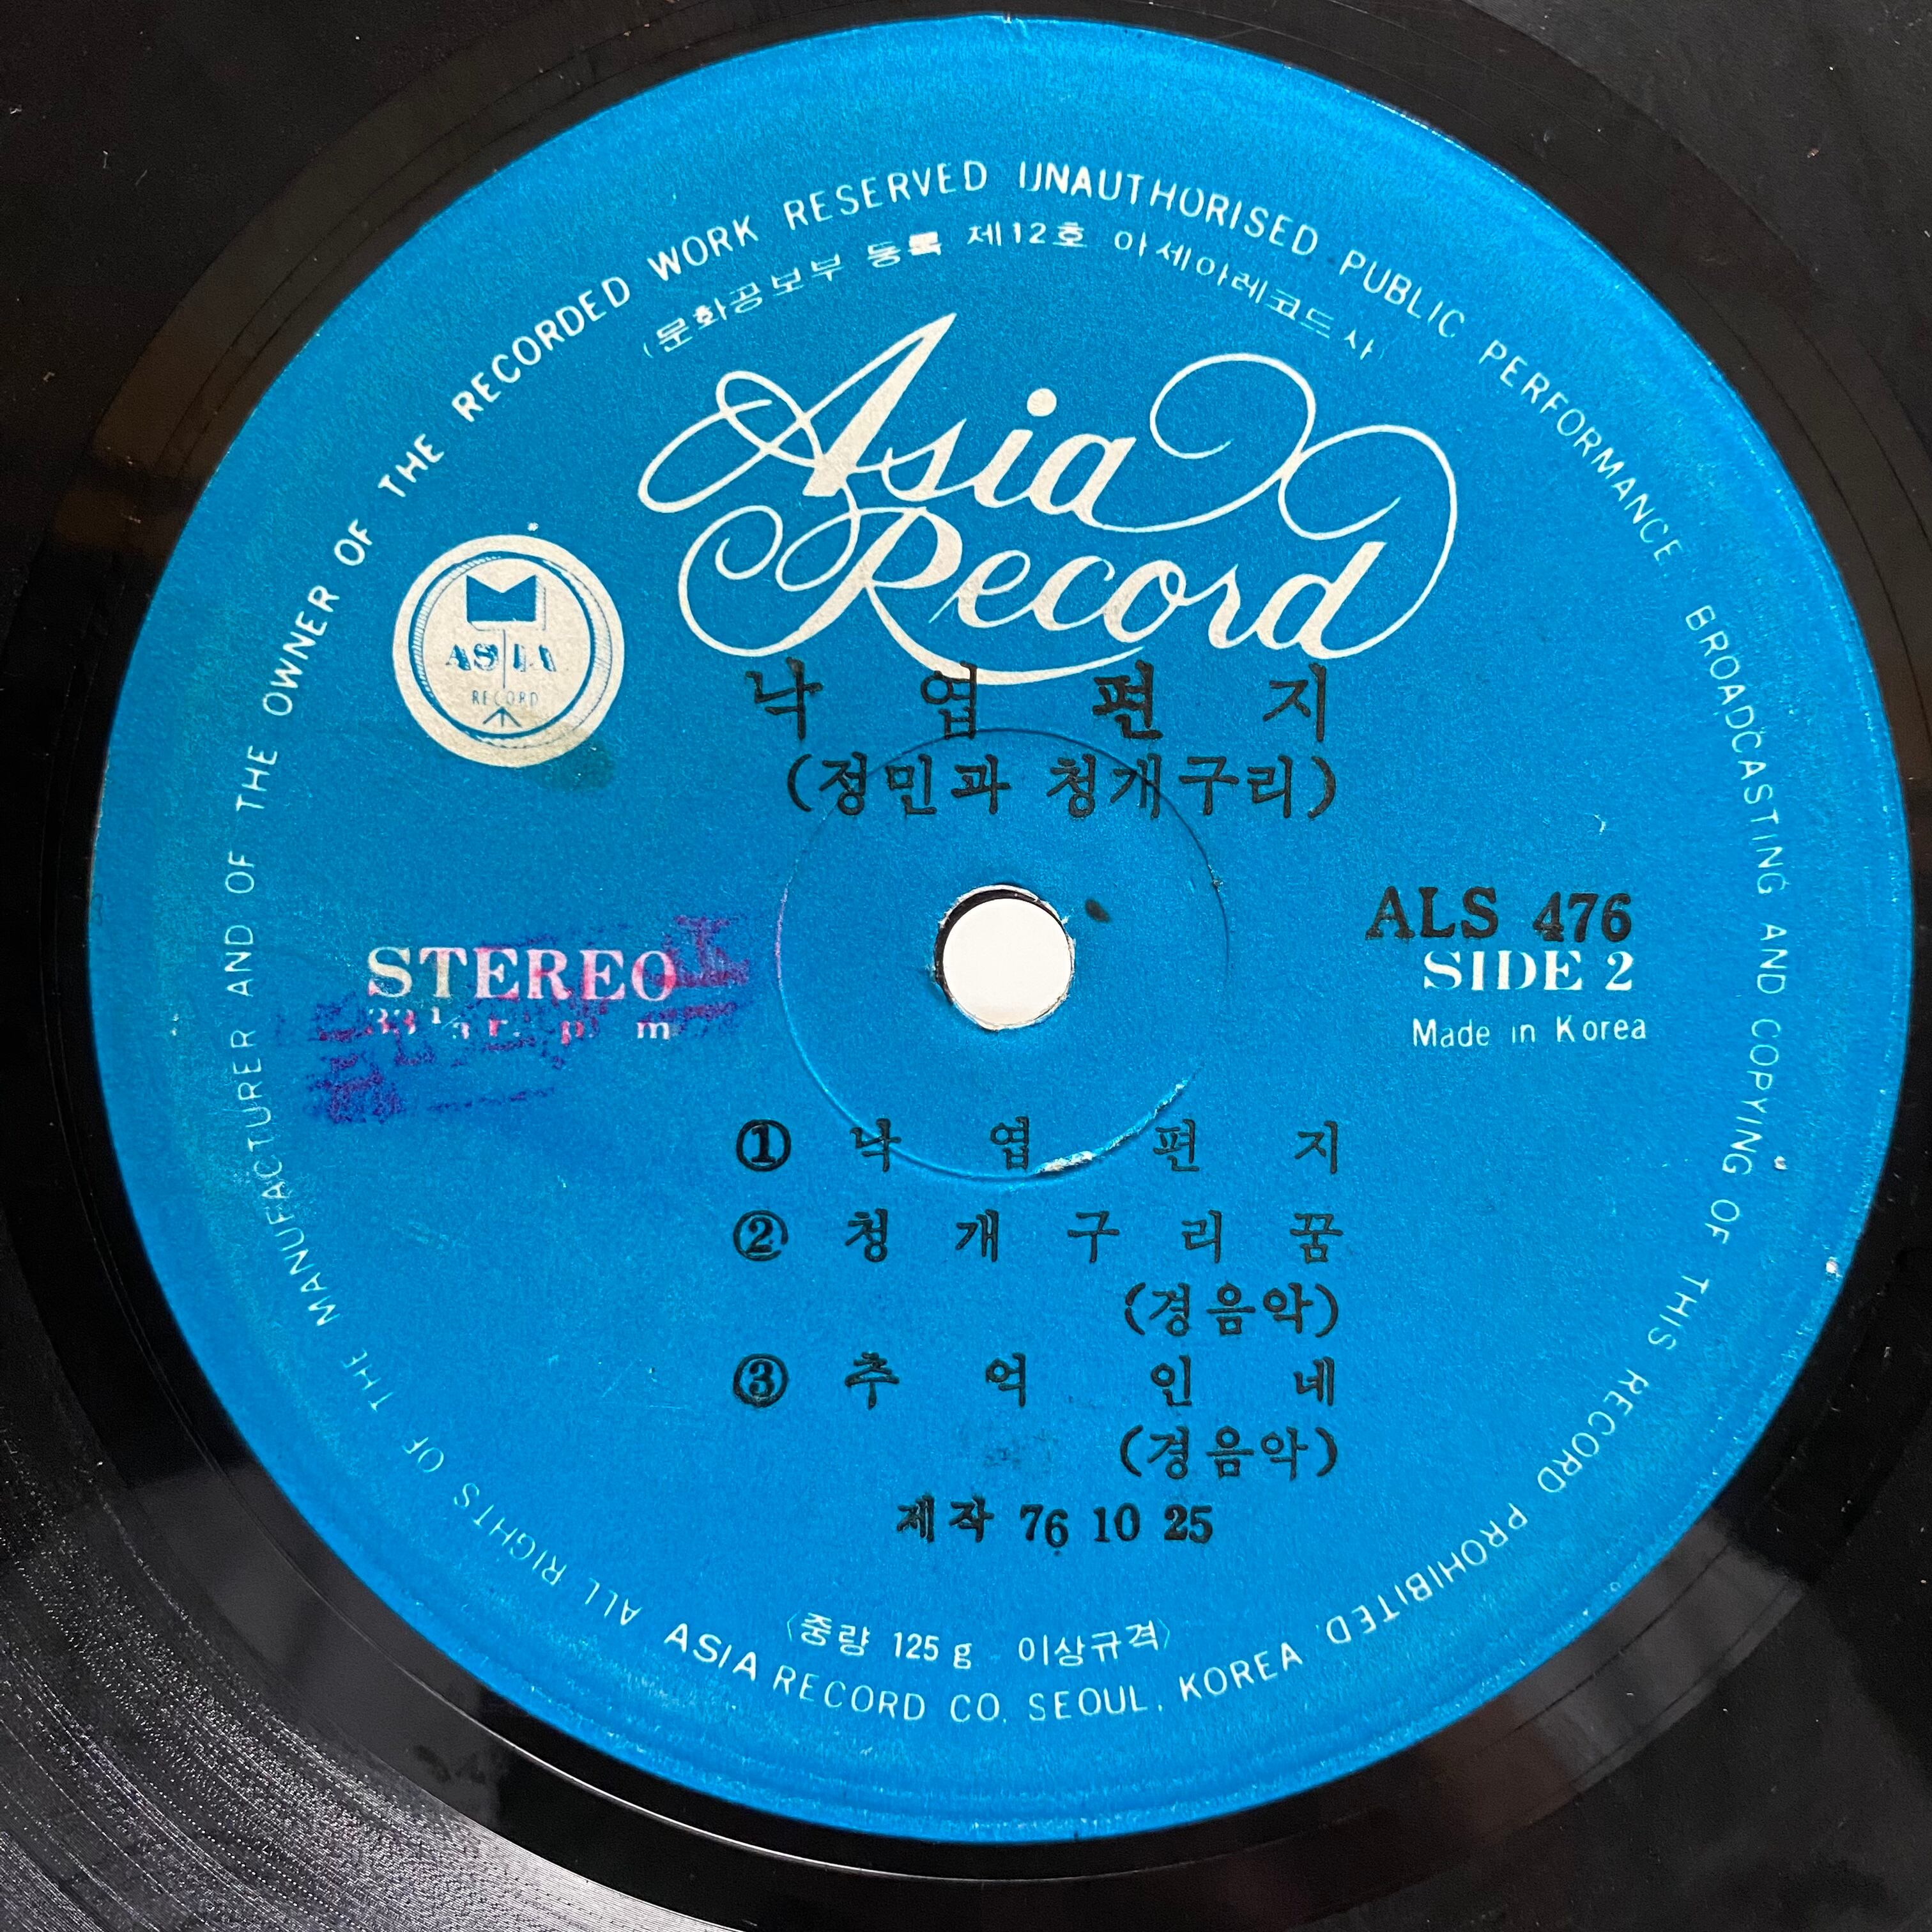 ALL RIGHTS OF THE MANUFACTURER AND OF THE OWNER OF THE RECORDED WORK RESERVED UNAUTHORISED PUBLIC PERFORMANCE BROADCASTING AND COPYING OF THIS RECORD PROHIBITED.
(문화공보부 등록 제12호 아세아레코드사)
Asia
Record
ASIA
RECORD
낙엽편지
(정민과 청개구리)
ALS 476
STEREO
SIDE 2
33⅓ r. p m
Made in Korea
① 낙엽편지
② 청개구리꿈
(경음악)
③ 추억인네
(경음악)
제작 76 10 25
〈중량 125g 이상규격〉
ASIA RECORD CO. SEOUL, KOREA